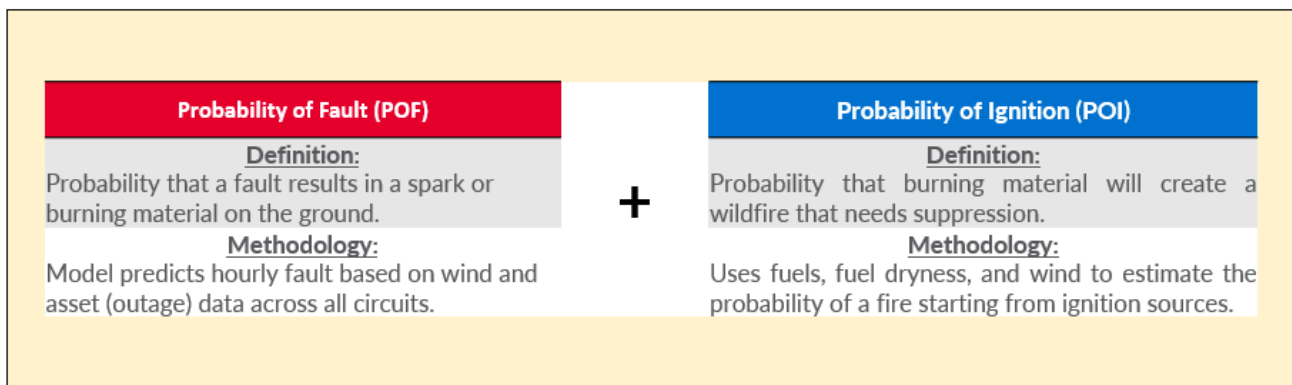 Probability of Fault (POF)
Definition:
Probability that a fault results in a spark or
burning material on the ground.
Methodology:
Model predicts hourly fault based on wind and
asset (outage) data across all circuits.
+
Probability of Ignition (POI)
Definition:
Probability that burning material will create a
wildfire that needs suppression.
Methodology:
Uses fuels, fuel dryness, and wind to estimate the
probability of a fire starting from ignition sources.